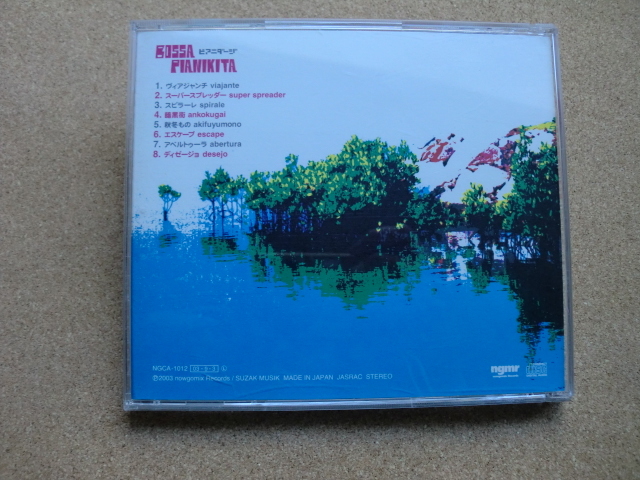 BOSSA ピアニキータ
PIANIKITA
1. ヴィアジャンチ viajante
2. スーパースプレッダー super spreader
3. スピラーレ spirale
4. 暗黒街 ankokugai
5. 秋冬もの akifuyumono
6. エスケープ escape
7. アベルトゥーラ abertura
8. ディゼージョ desejo
NGCA-1012
℗2003 nowgomix Records / SUZAK MUSIK MADE IN JAPAN JASRAC STEREO
ngmr
disc